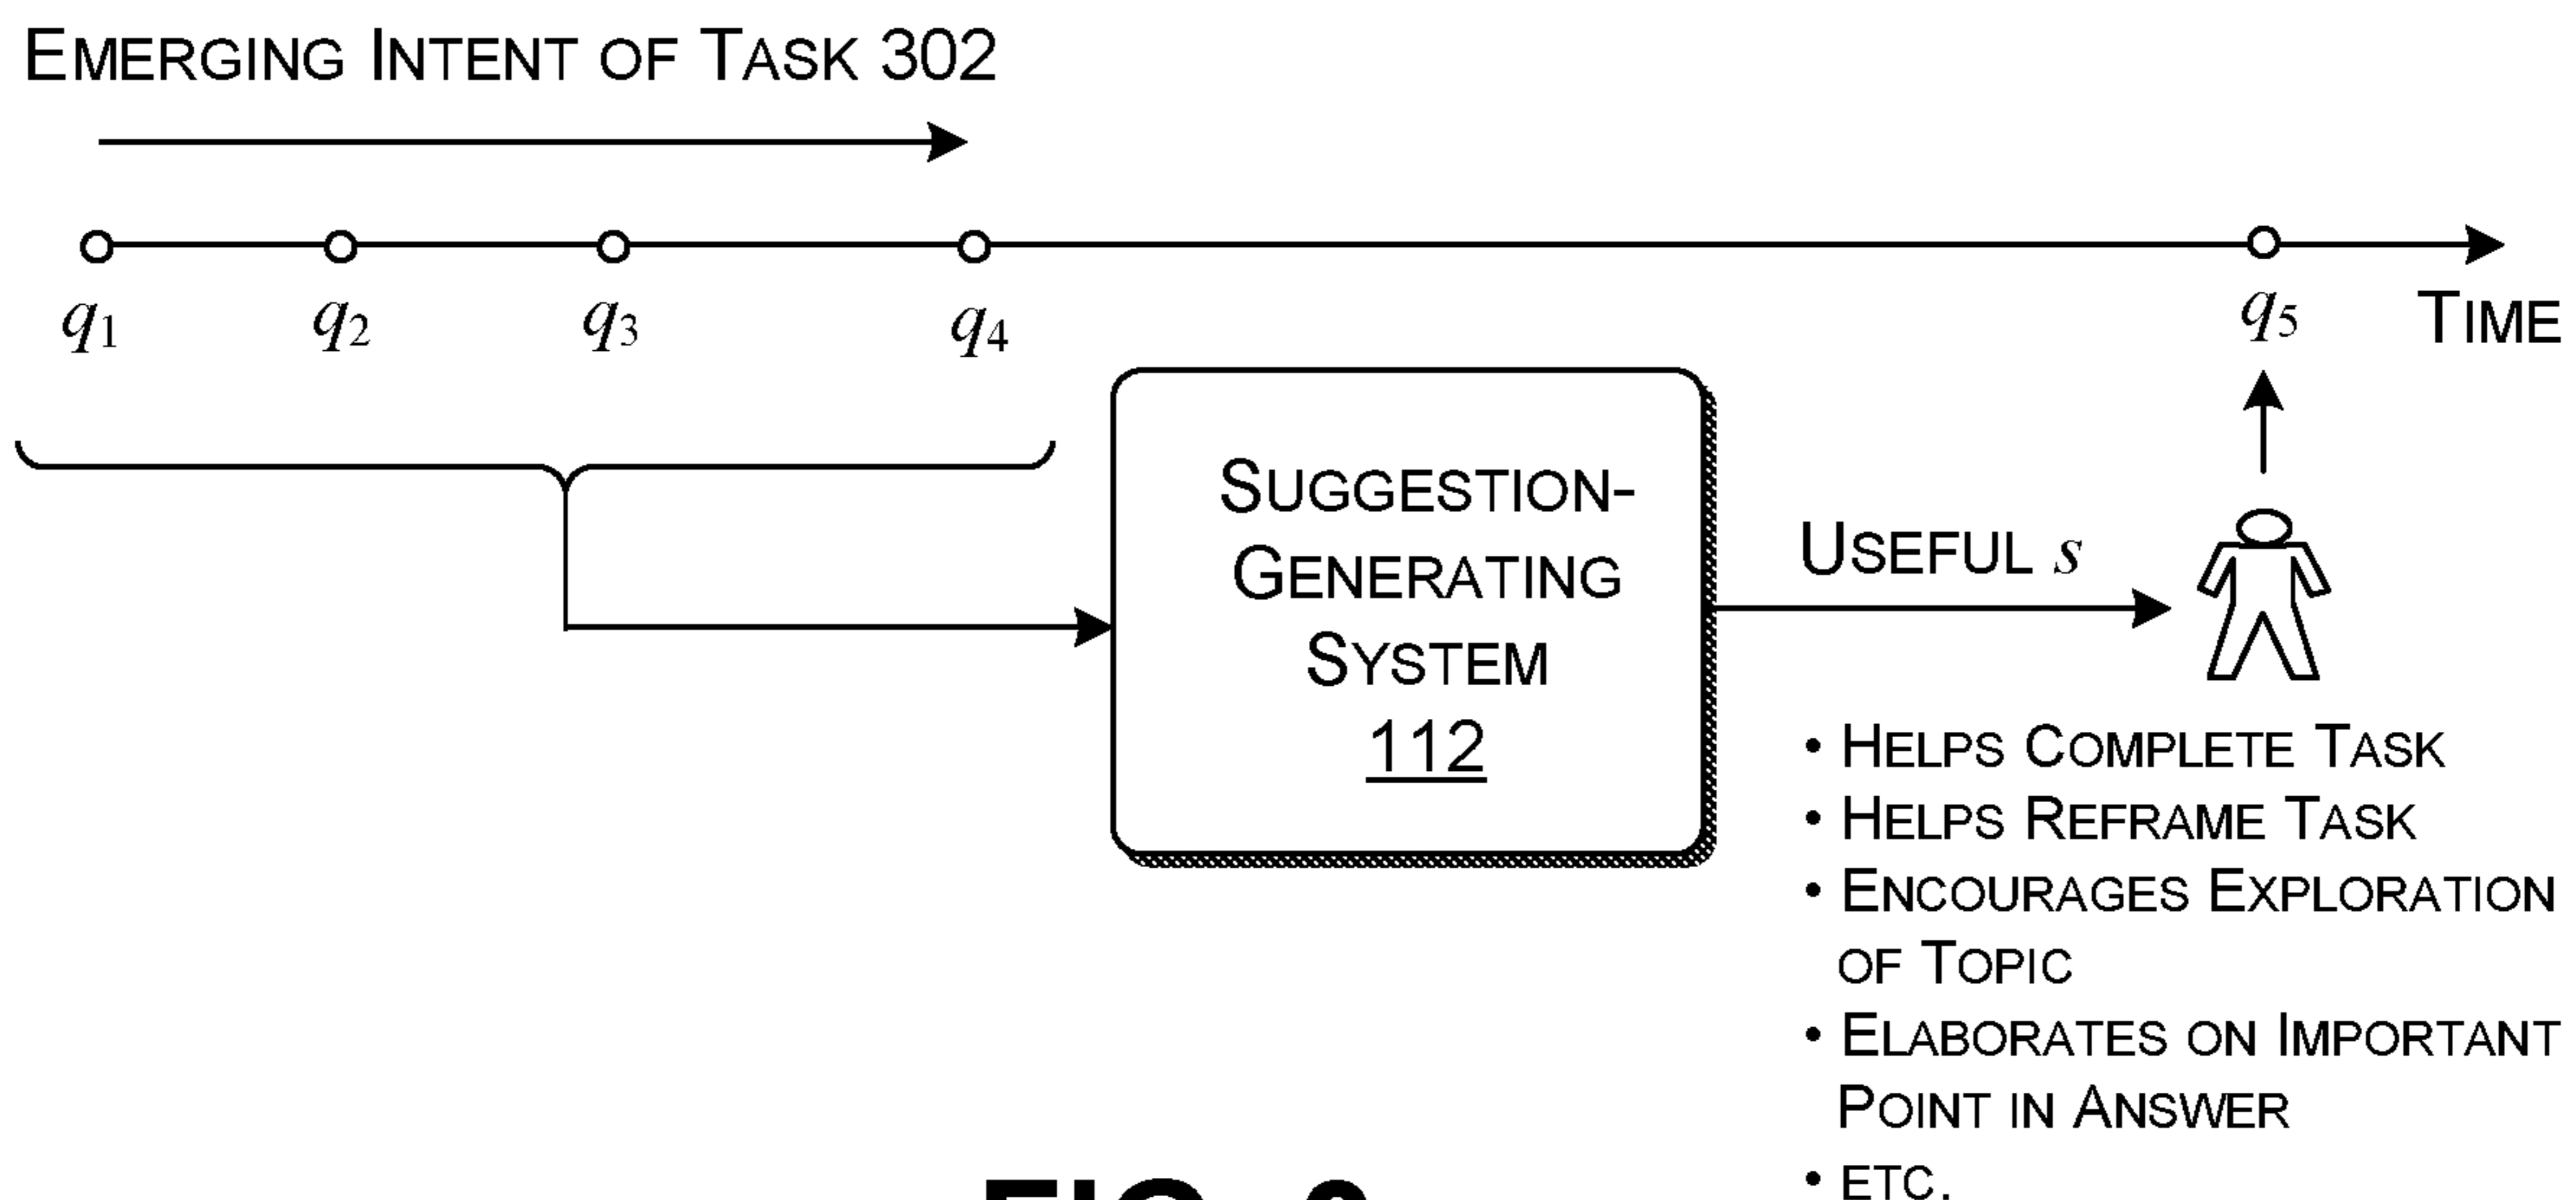 EMERGING INTENT OF TASK 302
q1 q2 q3 q4 q5 TIME
SUGGESTION-
GENERATING
SYSTEM
112
USEFUL s
• HELPS COMPLETE TASK
• HELPS REFRAME TASK
• ENCOURAGES EXPLORATION
OF TOPIC
• ELABORATES ON IMPORTANT
POINT IN ANSWER
• ETC.
FIG.